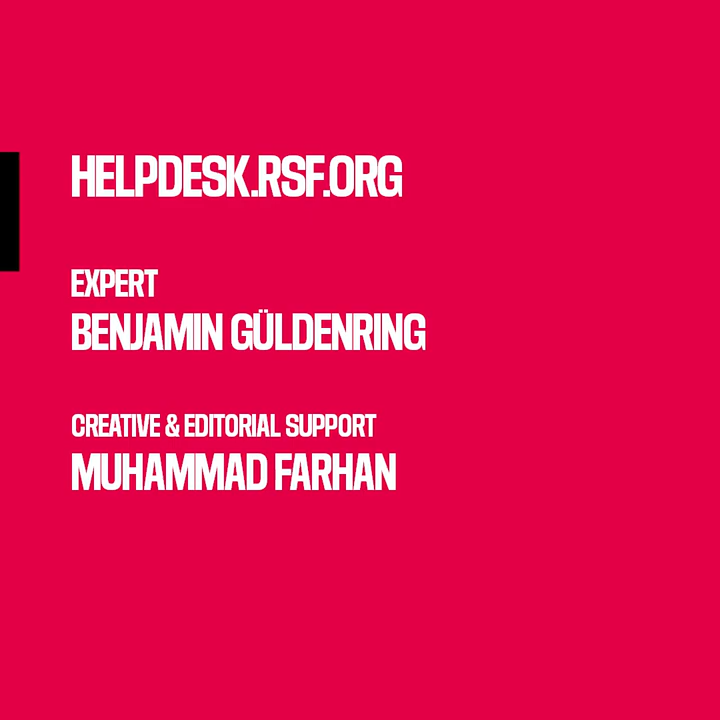 HELPDESK.RSF.ORG
EXPERT
BENJAMIN GÜLDENRING
CREATIVE & EDITORIAL SUPPORT
MUHAMMAD FARHAN